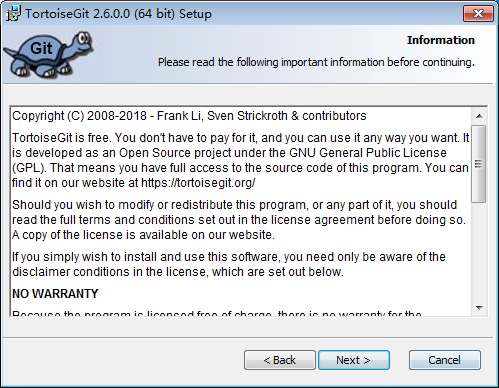 TortoiseGit 2.6.0.0 (64 bit) Setup
Git
Information
Please read the following important information before continuing.
Copyright (C) 2008-2018 - Frank Li, Sven Strickroth & contributors
TortoiseGit is free. You don't have to pay for it, and you can use it any way you want. It
is developed as an Open Source project under the GNU General Public License
(GPL). That means you have full access to the source code of this program. You can
find it on our website at https://tortoisegit.org/
Should you wish to modify or redistribute this program, or any part of it, you should
read the full terms and conditions set out in the license agreement before doing so.
A copy of the license is available on our website.
If you simply wish to install and use this software, you need only be aware of the
disclaimer conditions in the license, which are set out below.
NO WARRANTY
Because the program is licensed free of charge, there is no warranty for the
< Back
Next >
Cancel